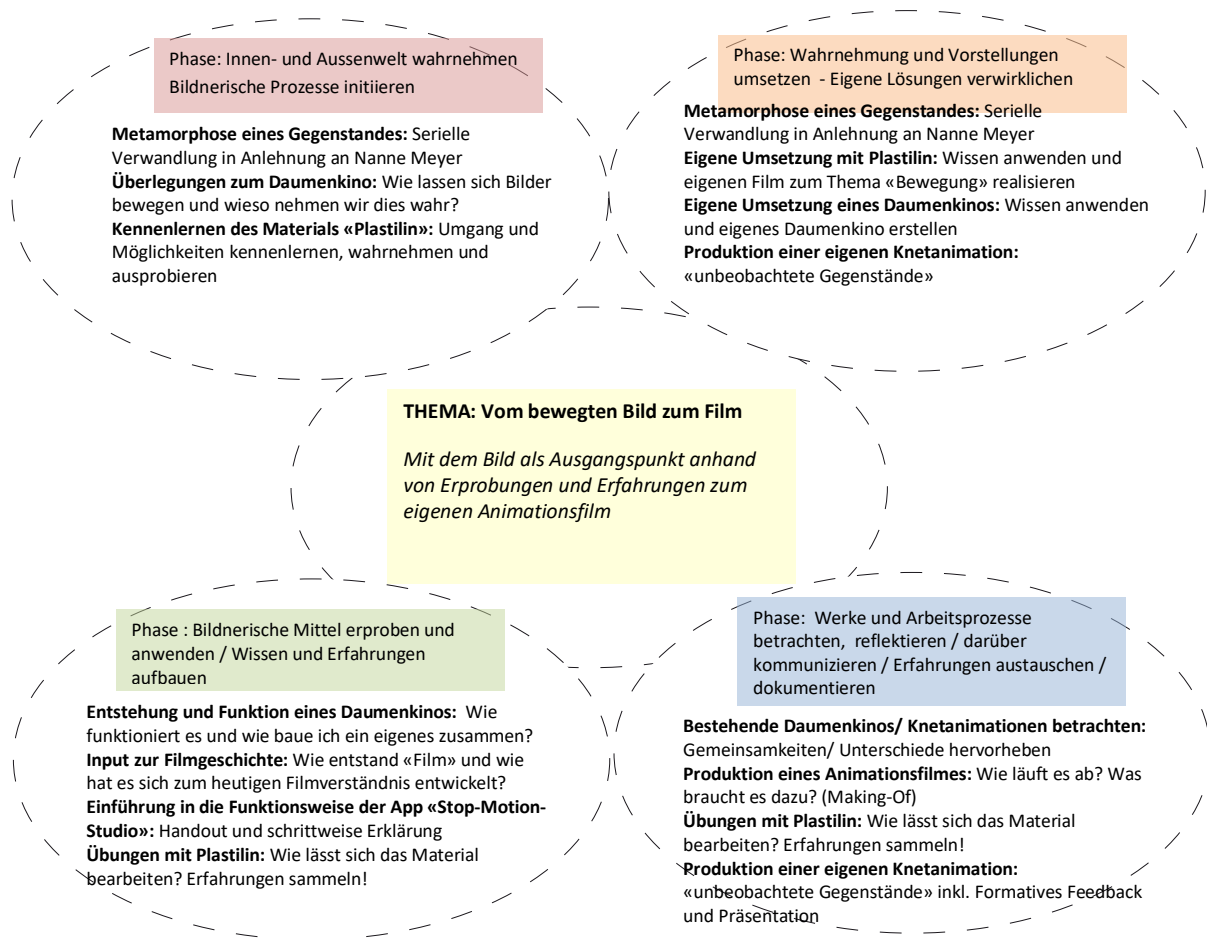 Phase: Innen- und Aussenwelt wahrnehmen
Bildnerische Prozesse initiieren
Metamorphose eines Gegenstandes: Serielle
Verwandlung in Anlehnung an Nanne Meyer
Überlegungen zum Daumenkino: Wie lassen sich Bilder
bewegen und wieso nehmen wir dies wahr?
Kennenlernen des Materials «Plastilin»: Umgang und
Möglichkeiten kennenlernen, wahrnehmen und
ausprobieren
Phase: Wahrnehmung und Vorstellungen
umsetzen - Eigene Lösungen verwirklichen
Metamorphose eines Gegenstandes: Serielle
Verwandlung in Anlehnung an Nanne Meyer
Eigene Umsetzung mit Plastilin: Wissen anwenden und
eigenen Film zum Thema «Bewegung» realisieren
Eigene Umsetzung eines Daumenkinos: Wissen anwenden
und eigenes Daumenkino erstellen
Produktion einer eigenen Knetanimation:
«unbeobachtete Gegenstände»
THEMA: Vom bewegten Bild zum Film
Mit dem Bild als Ausgangspunkt anhand
von Erprobungen und Erfahrungen zum
eigenen Animationsfilm
Phase : Bildnerische Mittel erproben und
anwenden / Wissen und Erfahrungen
aufbauen
Entstehung und Funktion eines Daumenkinos: Wie
funktioniert es und wie baue ich ein eigenes zusammen?
Input zur Filmgeschichte: Wie entstand «Film» und wie
hat es sich zum heutigen Filmverständnis entwickelt?
Einführung in die Funktionsweise der App «Stop-Motion-
Studio»: Handout und schrittweise Erklärung
Übungen mit Plastilin: Wie lässt sich das Material
bearbeiten? Erfahrungen sammeln!
Phase: Werke und Arbeitsprozesse
betrachten, reflektieren / darüber
kommunizieren / Erfahrungen austauschen /
dokumentieren
Bestehende Daumenkinos/ Knetanimationen betrachten:
Gemeinsamkeiten/ Unterschiede hervorheben
Produktion eines Animationsfilmes: Wie läuft es ab? Was
braucht es dazu? (Making-Of)
Übungen mit Plastilin: Wie lässt sich das Material
bearbeiten? Erfahrungen sammeln!
Produktion einer eigenen Knetanimation:
«unbeobachtete Gegenstände» inkl. Formatives Feedback
und Präsentation